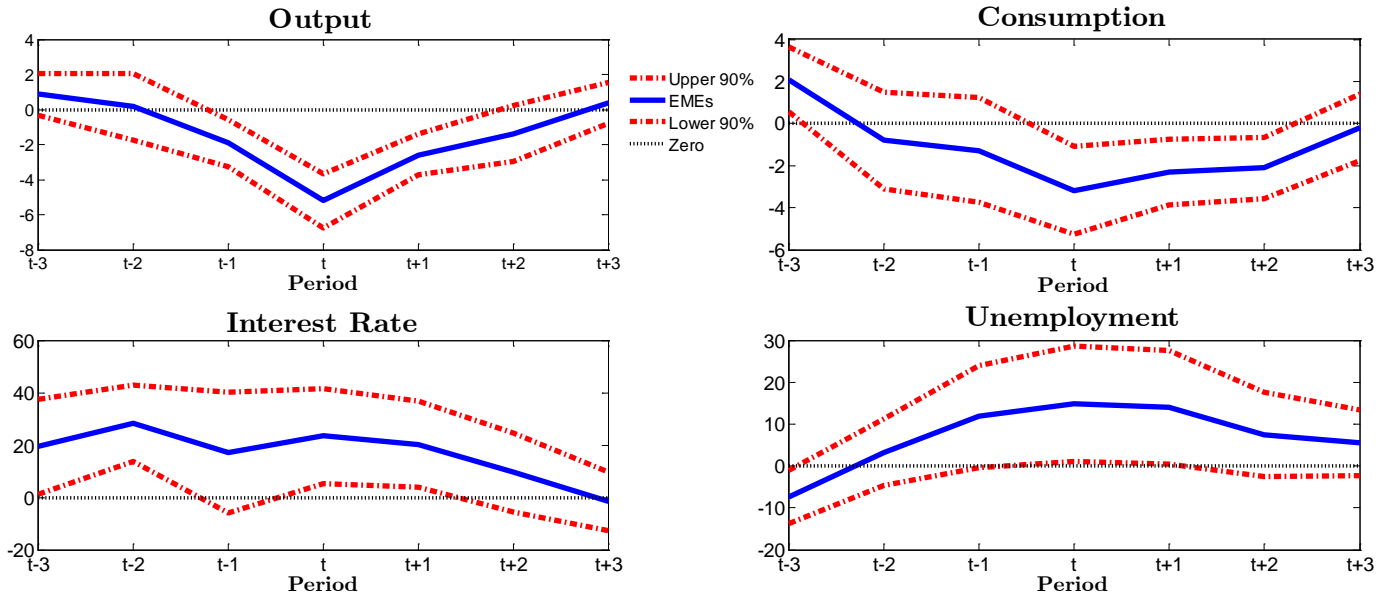 Output
4
2
0
-2
-4
-6
-8
t-3 t-2 t-1 t t+1 t+2 t+3
Period
Upper 90%
EMEs
Lower 90%
Zero
Consumption
4
2
0
-2
-4
-6
t-3 t-2 t-1 t t+1 t+2 t+3
Period
Interest Rate
60
40
20
0
-20
t-3 t-2 t-1 t t+1 t+2 t+3
Period
Unemployment
30
20
10
0
-10
-20
t-3 t-2 t-1 t t+1 t+2 t+3
Period